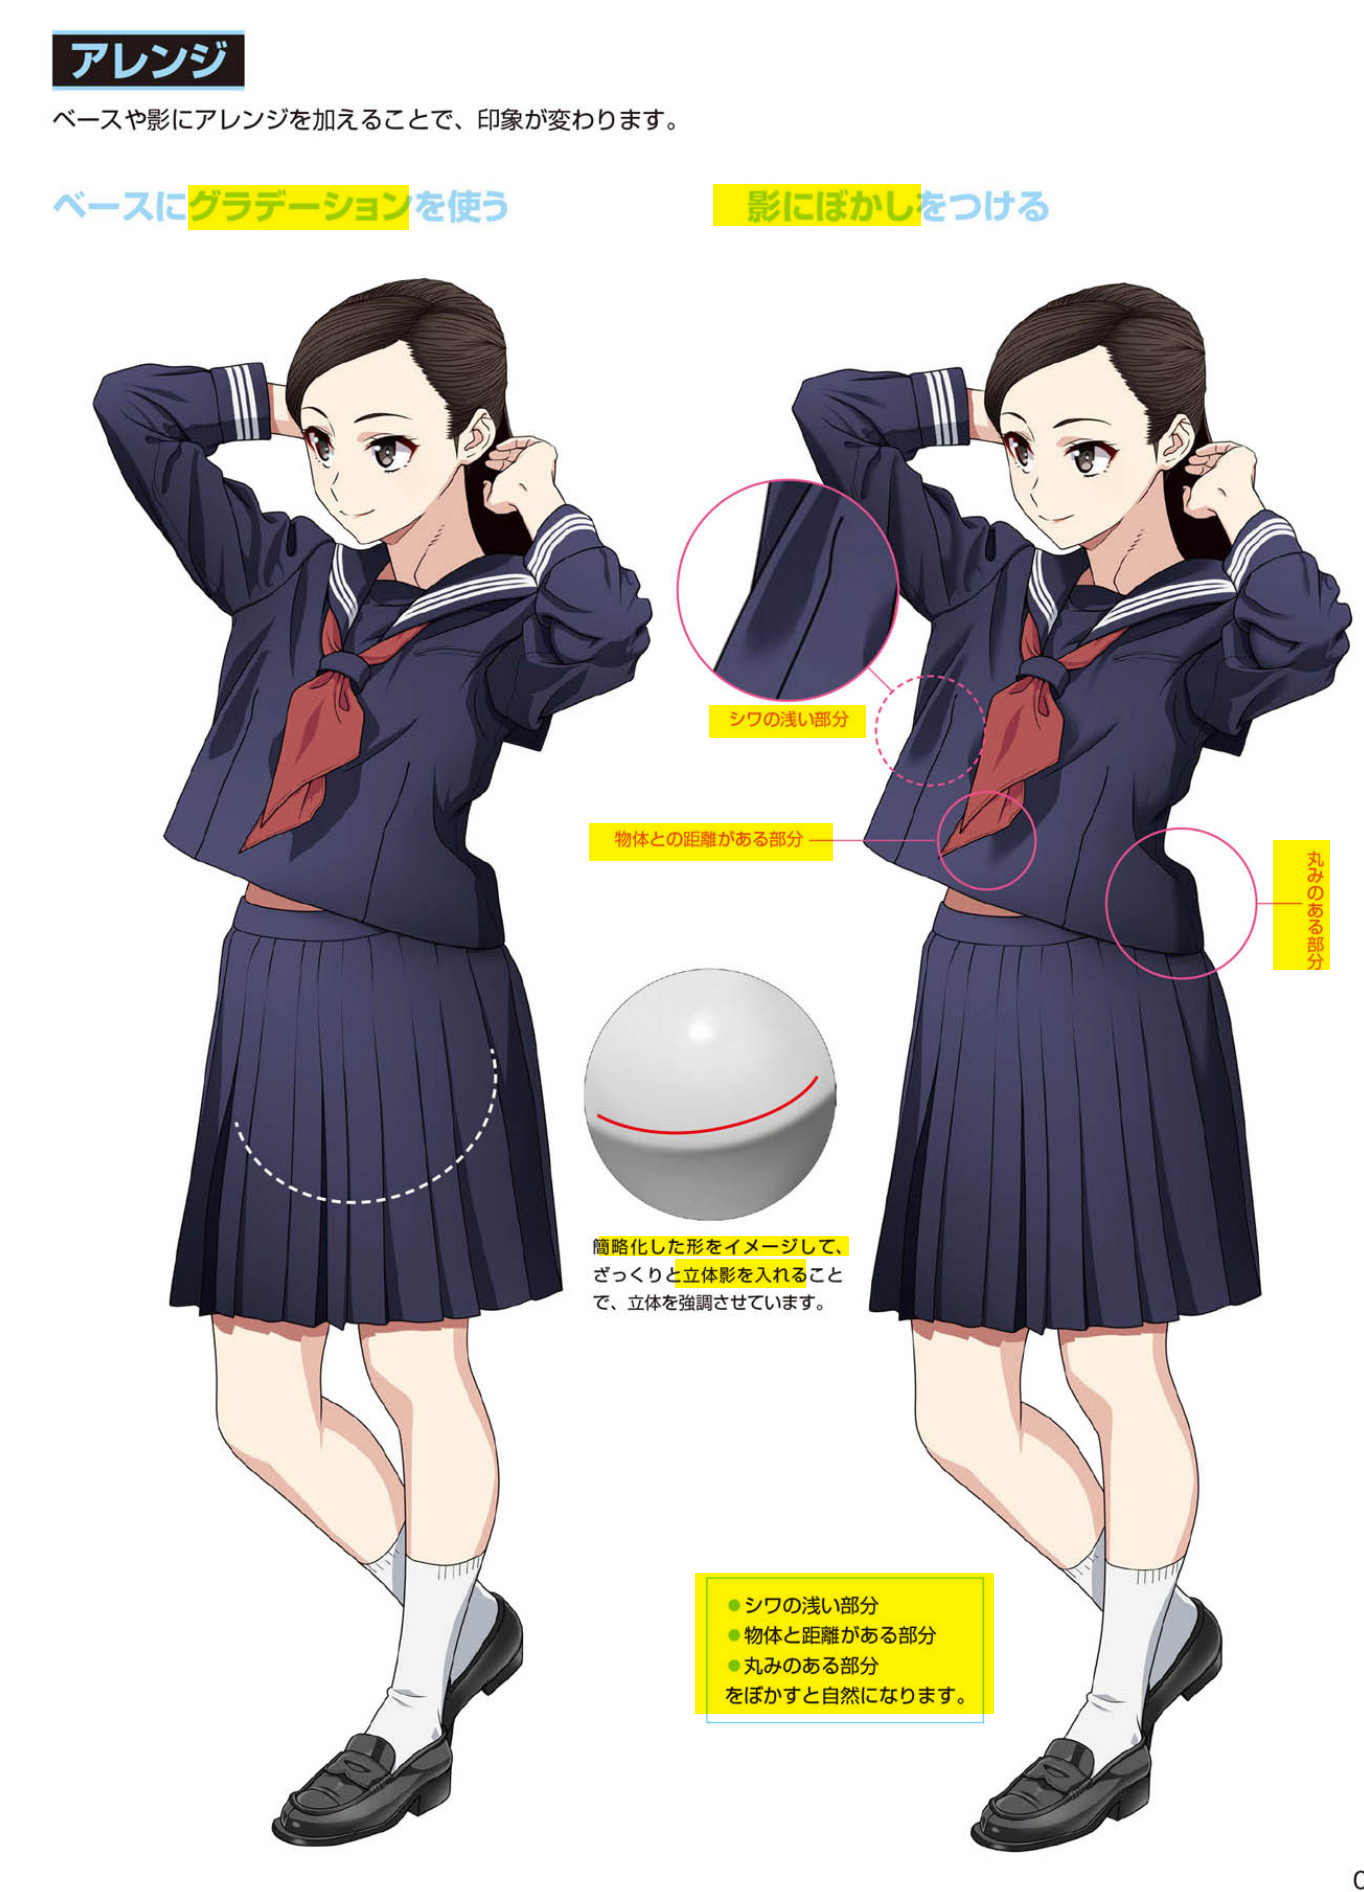 アレンジ
ベースや影にアレンジを加えることで、印象が変わります。
ベースにグラデーションを使う
影にぼかしをつける
シワの浅い部分
物体との距離がある部分
丸みのある部分
簡略化した形をイメージして、
ざっくりと立体影を入れること
で、立体を強調させています。
●シワの浅い部分
●物体と距離がある部分
●丸みのある部分
をぼかすと自然になります。